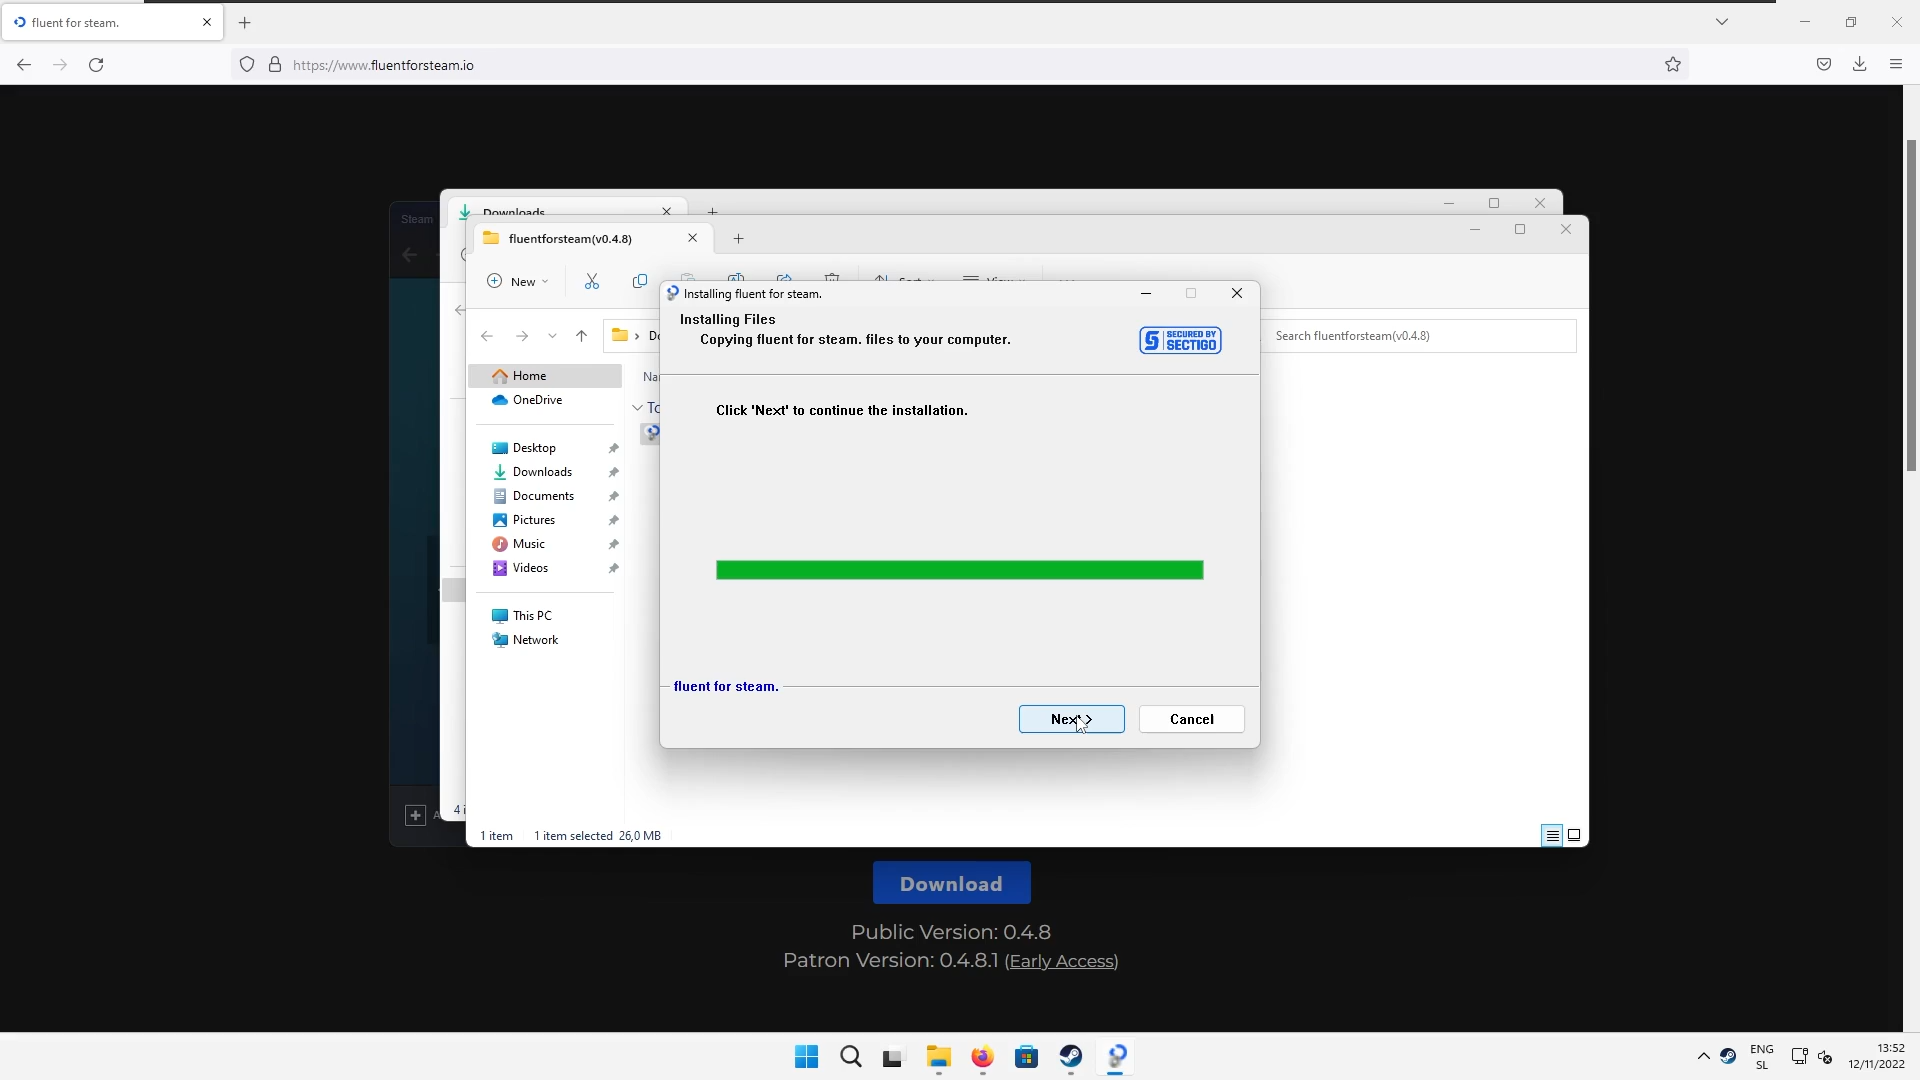 fluent for steam.
https://www.fluentforsteam.io
Steam
Downloads
fluentforsteam(v0.4.8)
New
Installing fluent for steam.
Installing Files
Copying fluent for steam. files to your computer.
SECURED BY
SECTIGO
Search fluentforsteam(v0.4.8)
Home
OneDrive
Click 'Next' to continue the installation.
Desktop
Downloads
Documents
Pictures
Music
Videos
This PC
Network
fluent for steam.
Next >
Cancel
1 item
1 item selected 26,0 MB
Download
Public Version: 0.4.8
Patron Version: 0.4.8.1 (Early Access)
ENG
SL
13:52
12/11/2022